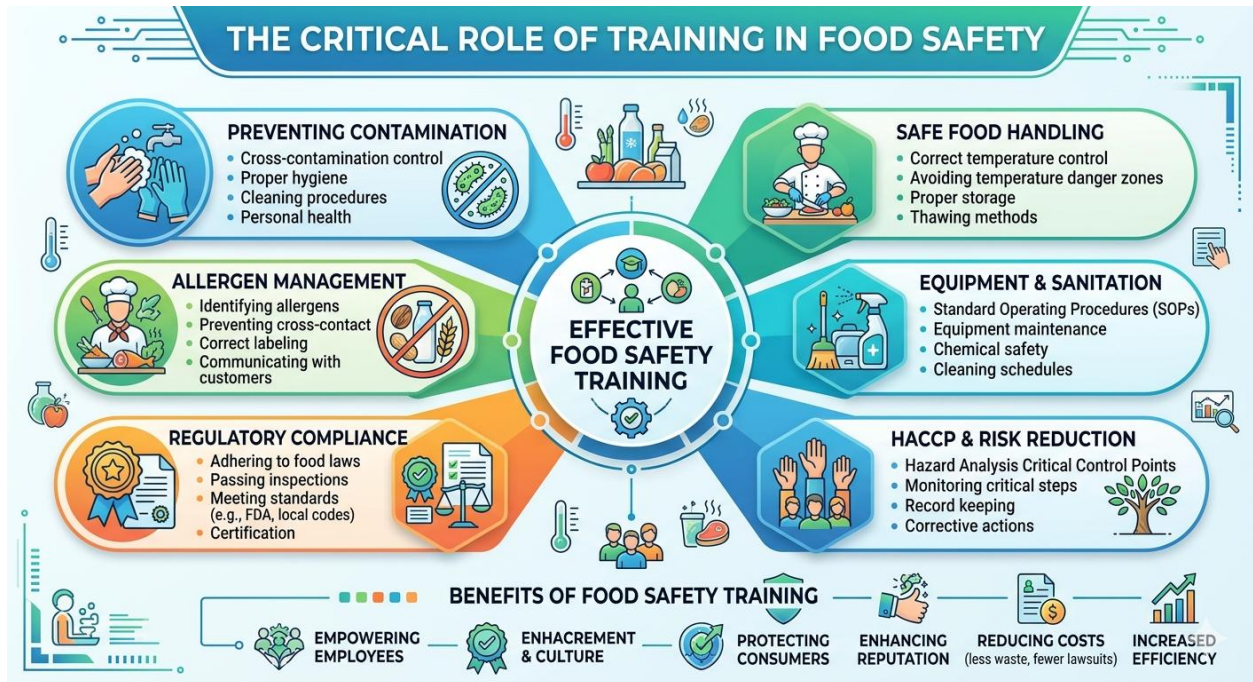 THE CRITICAL ROLE OF TRAINING IN FOOD SAFETY
PREVENTING CONTAMINATION
• Cross-contamination control
• Proper hygiene
• Cleaning procedures
• Personal health
SAFE FOOD HANDLING
• Correct temperature control
• Avoiding temperature danger zones
• Proper storage
• Thawing methods
ALLERGEN MANAGEMENT
• Identifying allergens
• Preventing cross-contact
• Correct labeling
• Communicating with
customers
EFFECTIVE
FOOD SAFETY
TRAINING
EQUIPMENT & SANITATION
• Standard Operating Procedures (SOPs)
• Equipment maintenance
• Chemical safety
• Cleaning schedules
REGULATORY COMPLIANCE
• Adhering to food laws
• Passing inspections
• Meeting standards
(e.g., FDA, local codes)
• Certification
HACCP & RISK REDUCTION
• Hazard Analysis Critical Control Points
• Monitoring critical steps
• Record keeping
• Corrective actions
BENEFITS OF FOOD SAFETY TRAINING
EMPOWERING
EMPLOYEES
ENHACREMENT
& CULTURE
PROTECTING
CONSUMERS
ENHANCING
REPUTATION
REDUCING COSTS
(less waste, fewer lawsuits)
INCREASED
EFFICIENCY